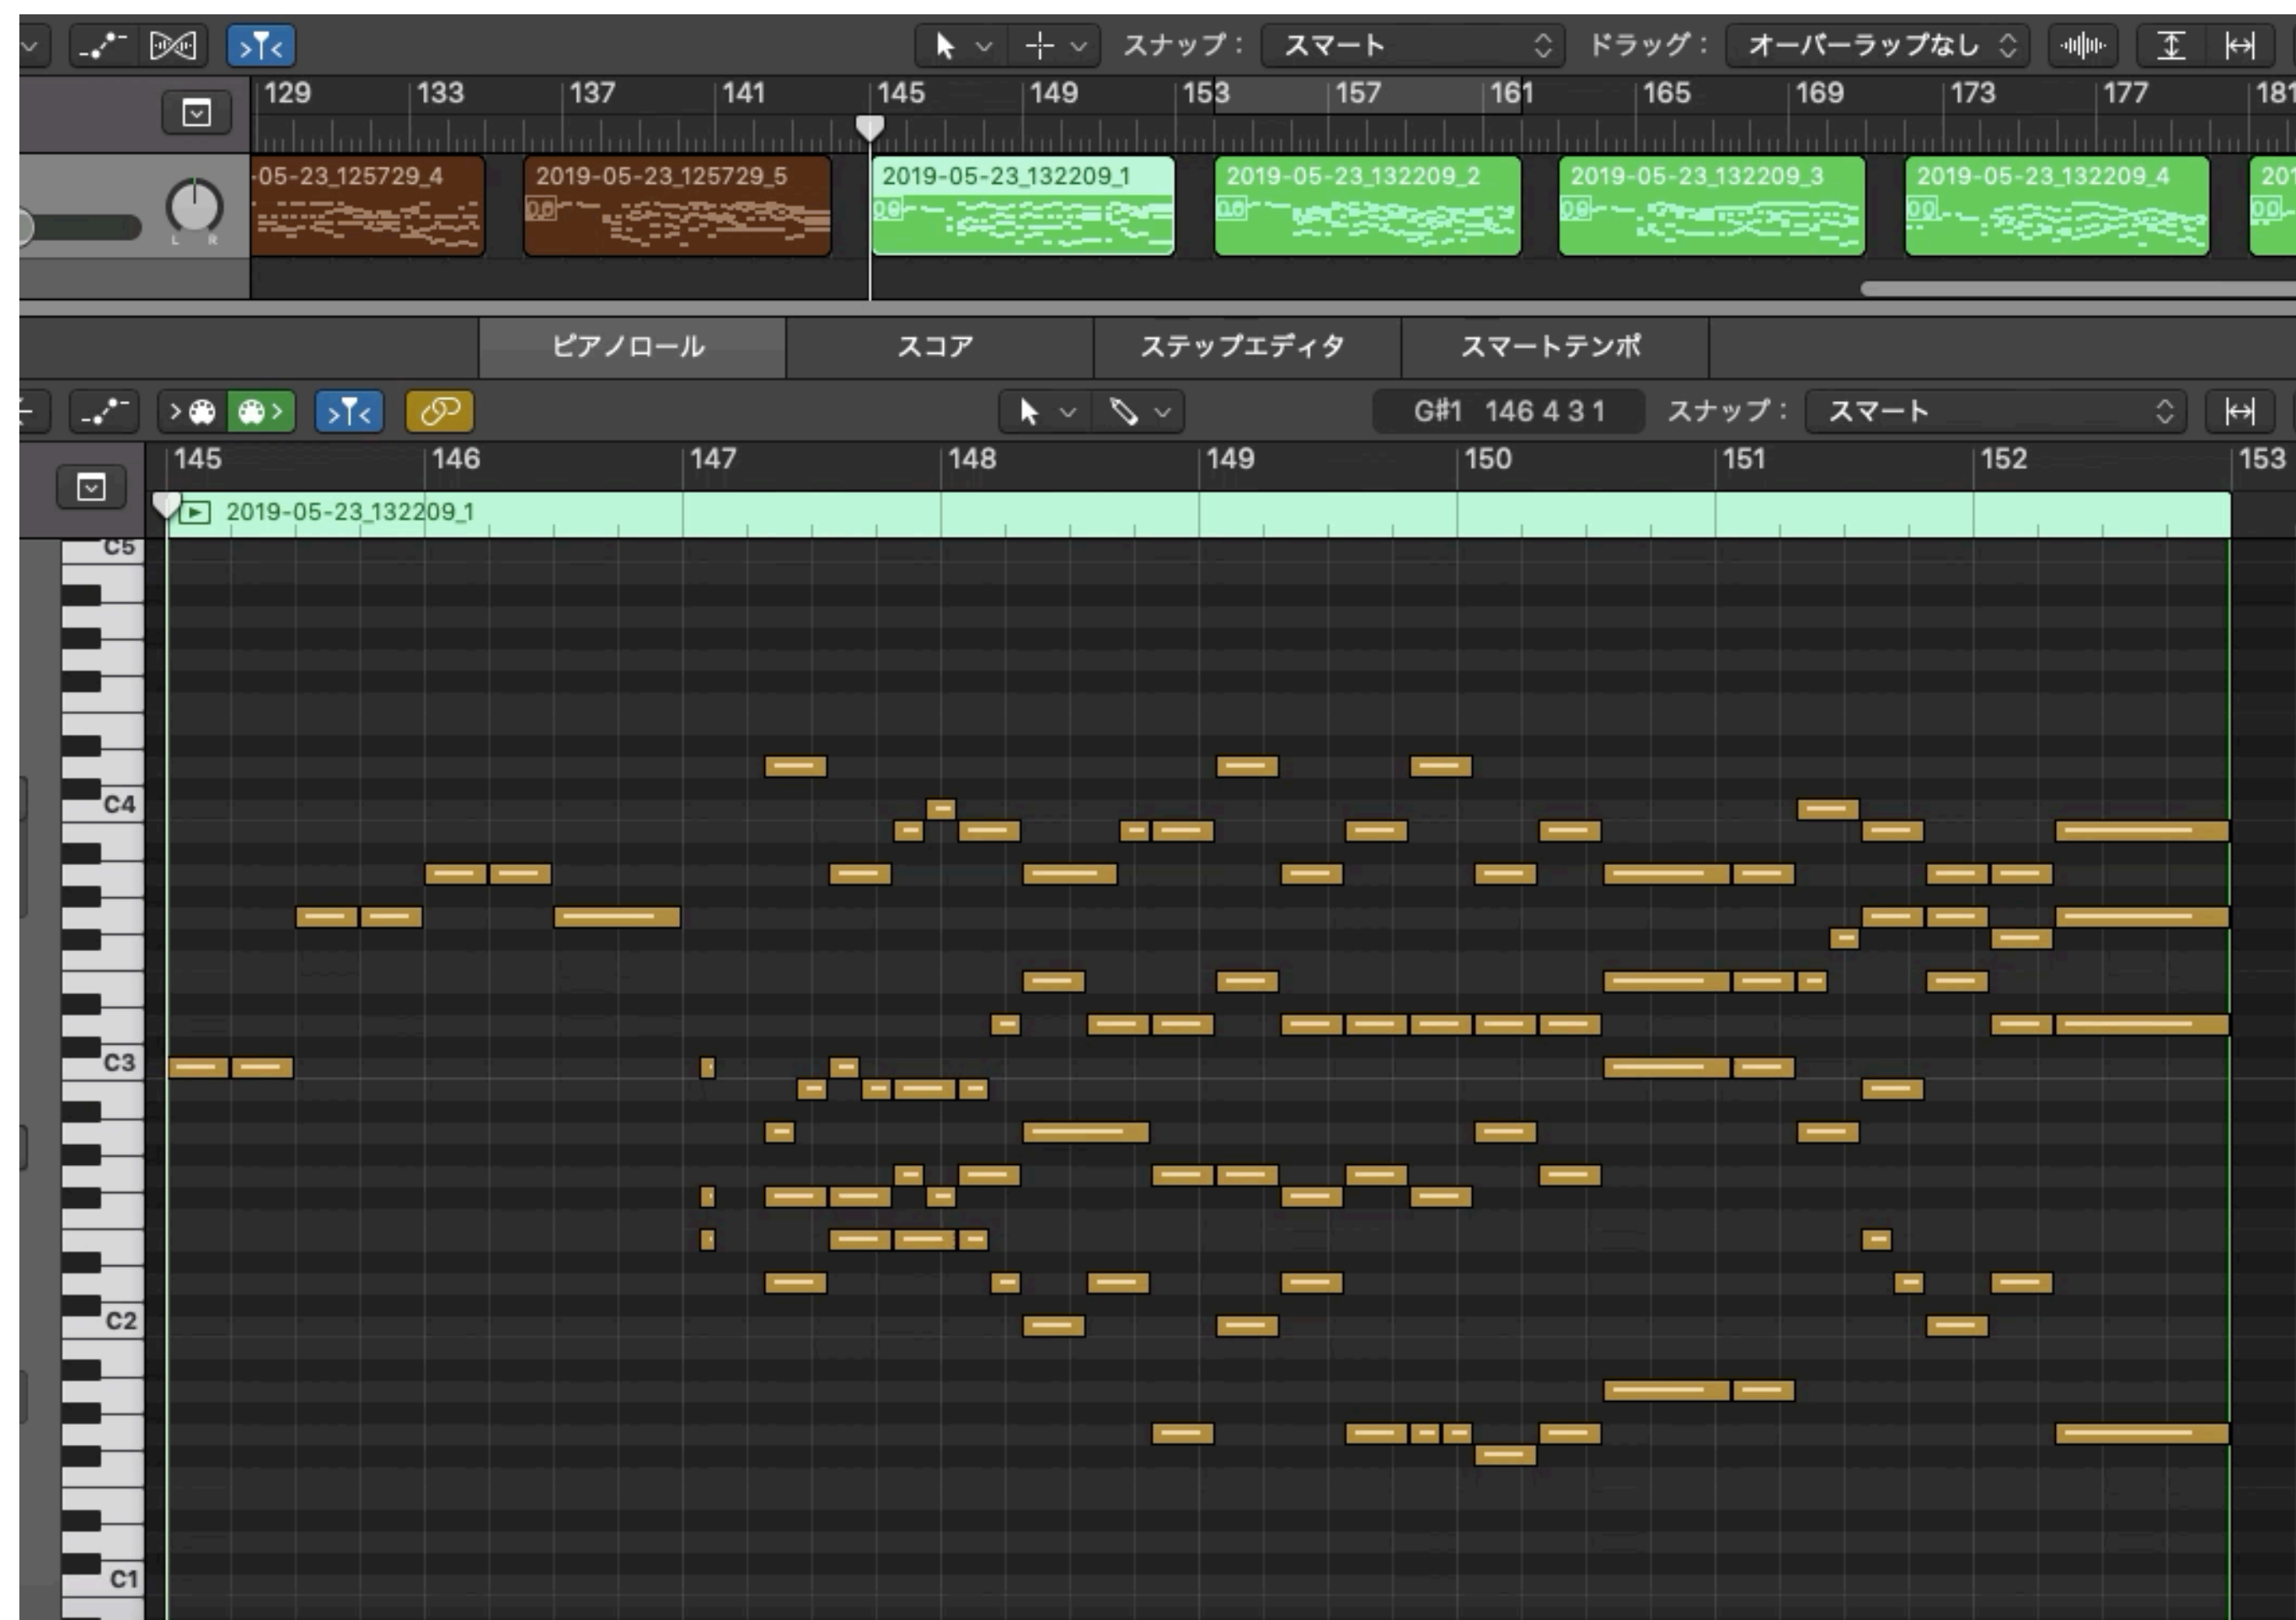 スナップ： スマート ドラッグ： オーバーラップなし
129 133 137 141 145 149 153 157 161 165 169 173 177 181
-05-23_125729_4 2019-05-23_125729_5 2019-05-23_132209_1 2019-05-23_132209_2 2019-05-23_132209_3 2019-05-23_132209_4 201
L R
ピアノロール スコア ステップエディタ スマートテンポ
G#1 146 4 3 1 スナップ： スマート
145 146 147 148 149 150 151 152 153
2019-05-23_132209_1
C5
C4
C3
C2
C1